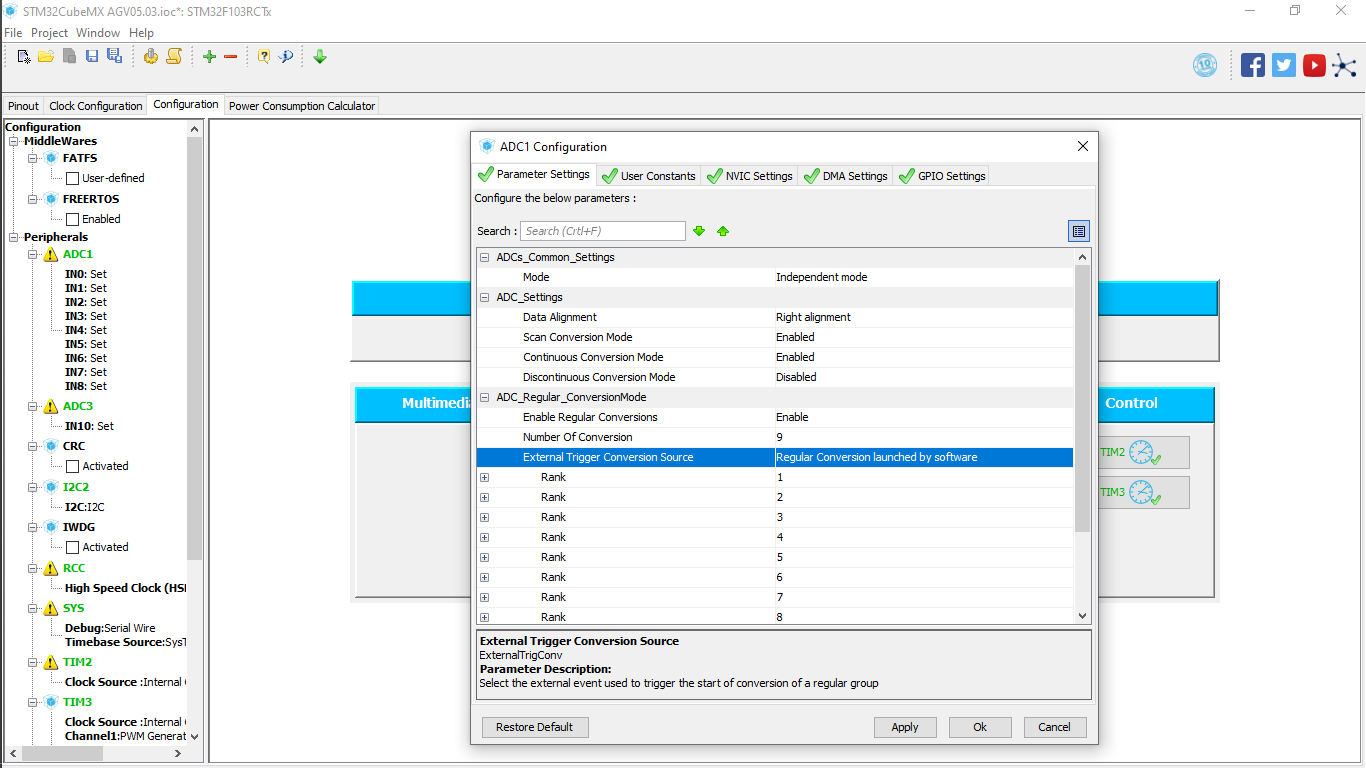 STM32CubeMX AGV05.03.ioc*: STM32F103RCTx
File Project Window Help
10
Pinout Clock Configuration Configuration Power Consumption Calculator
Configuration
MiddleWares
FATFS
User-defined
FREERTOS
Enabled
Peripherals
ADC1
IN0: Set
IN1: Set
IN2: Set
IN3: Set
IN4: Set
IN5: Set
IN6: Set
IN7: Set
IN8: Set
ADC3
IN10: Set
CRC
Activated
I2C2
I2C:I2C
IWDG
Activated
RCC
High Speed Clock (HSI
SYS
Debug:Serial Wire
Timebase Source:SysT
TIM2
Clock Source :Internal
TIM3
Clock Source :Internal
Channel1:PWM Generat
Multimedia
Control
TIM2
TIM3
ADC1 Configuration
Parameter Settings User Constants NVIC Settings DMA Settings GPIO Settings
Configure the below parameters :
Search : Search (Crtl+F)
ADCs_Common_Settings
Mode Independent mode
ADC_Settings
Data Alignment Right alignment
Scan Conversion Mode Enabled
Continuous Conversion Mode Enabled
Discontinuous Conversion Mode Disabled
ADC_Regular_ConversionMode
Enable Regular Conversions Enable
Number Of Conversion 9
External Trigger Conversion Source Regular Conversion launched by software
Rank 1
Rank 2
Rank 3
Rank 4
Rank 5
Rank 6
Rank 7
Rank 8
External Trigger Conversion Source
ExternalTrigConv
Parameter Description:
Select the external event used to trigger the start of conversion of a regular group
Restore Default Apply Ok Cancel